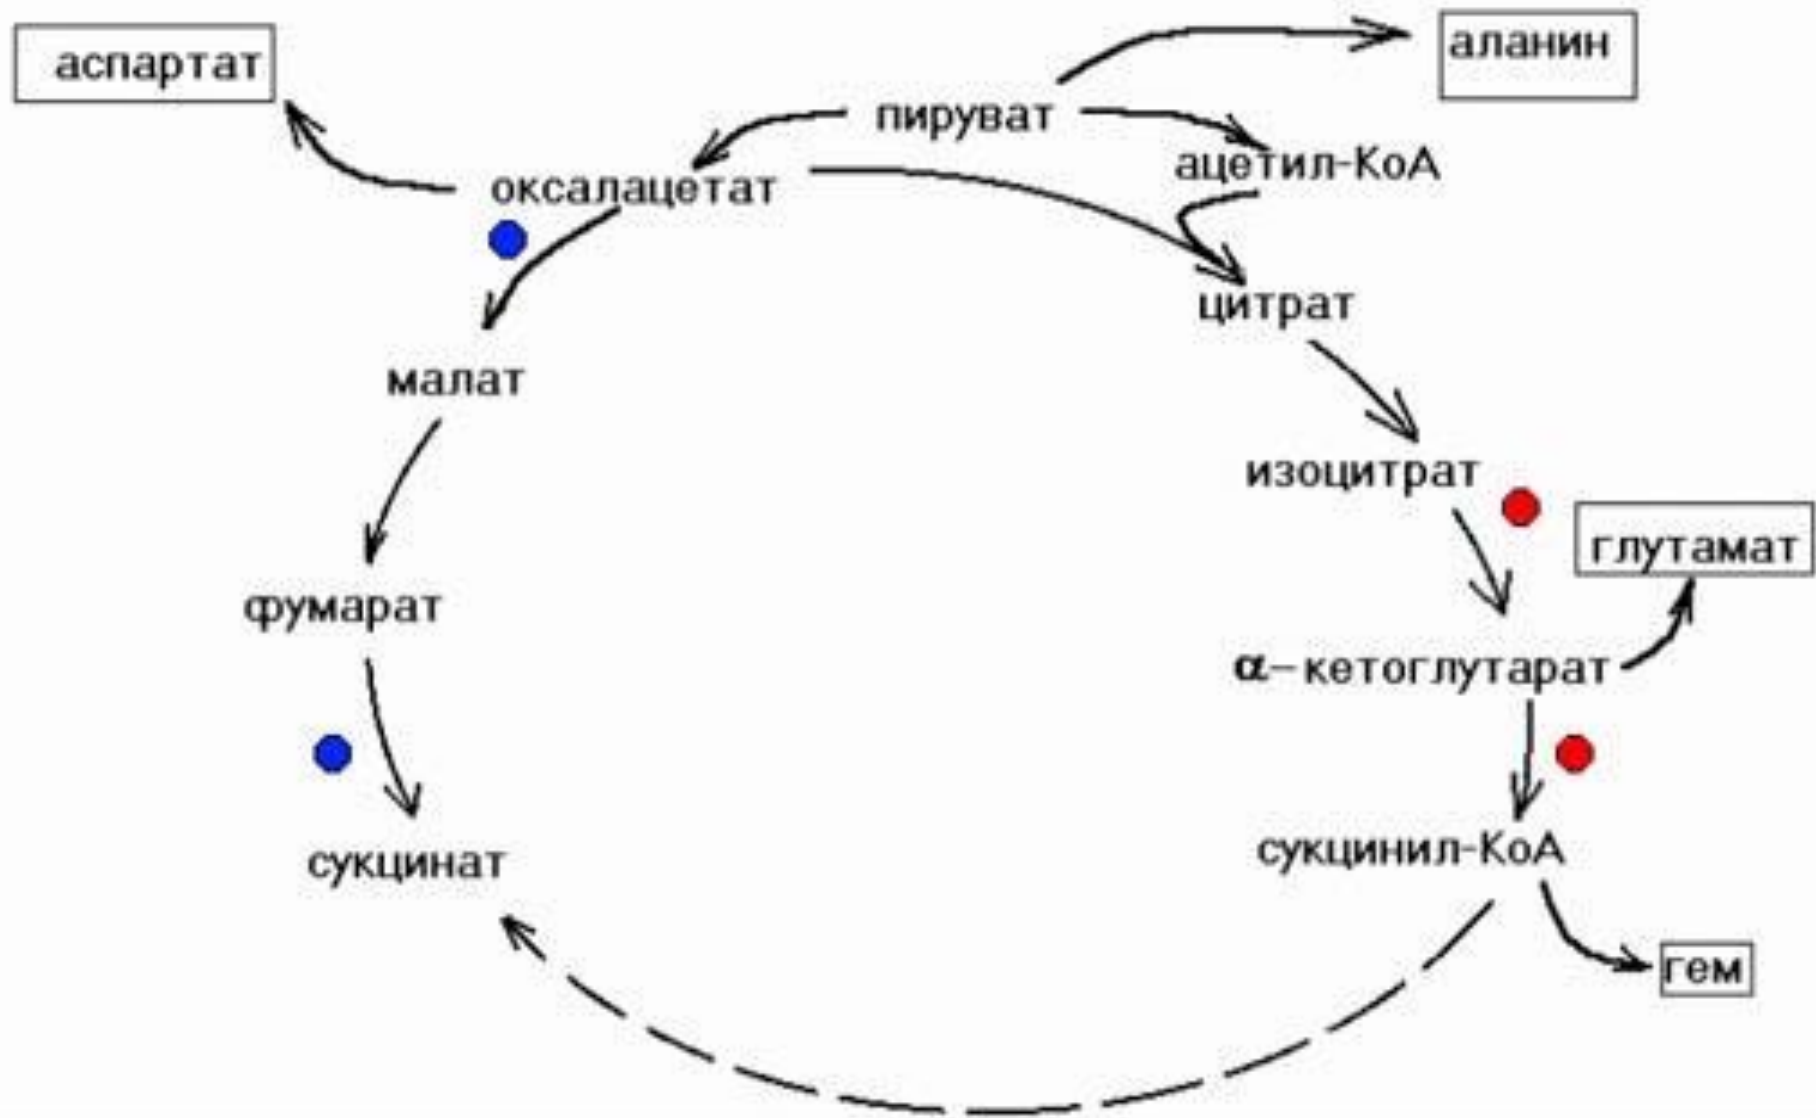 аспартат
аланин
пируват
ацетил-КоА
оксалацетат
цитрат
малат
изоцитрат
глутамат
фумарат
α-кетоглутарат
сукцинат
сукцинил-КоА
гем